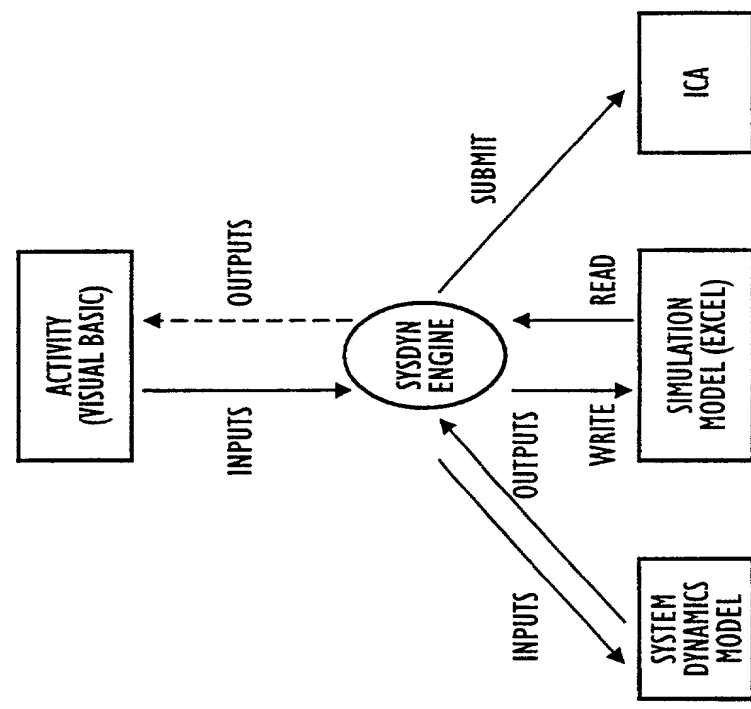 ACTIVITY
(VISUAL BASIC)
INPUTS
OUTPUTS
SYSDYN
ENGINE
INPUTS
OUTPUTS
WRITE
READ
SUBMIT
SYSTEM
DYNAMICS
MODEL
SIMULATION
MODEL (EXCEL)
ICA